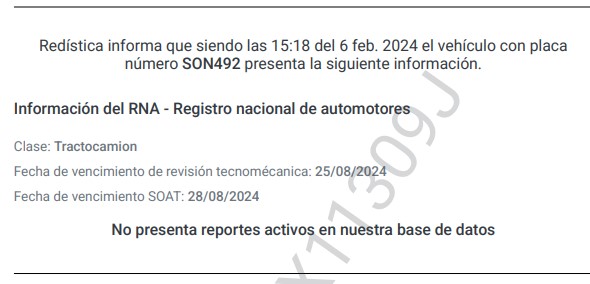 Redística informa que siendo las 15:18 del 6 feb. 2024 el vehículo con placa
número SON492 presenta la siguiente información.
Información del RNA - Registro nacional de automotores
Clase: Tractocamion
Fecha de vencimiento de revisión tecnomécanica: 25/08/2024
Fecha de vencimiento SOAT: 28/08/2024
No presenta reportes activos en nuestra base de datos
X11309J